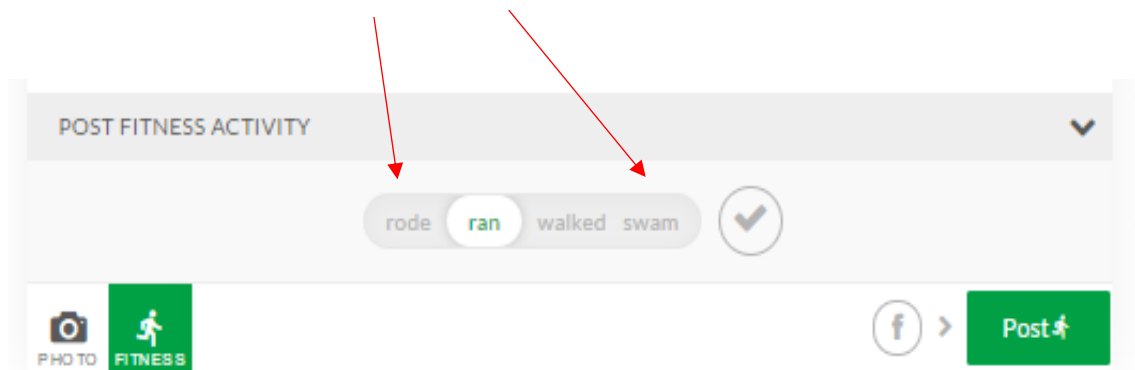 POST FITNESS ACTIVITY
rode ran walked swam
f Post
PHOTO FITNESS